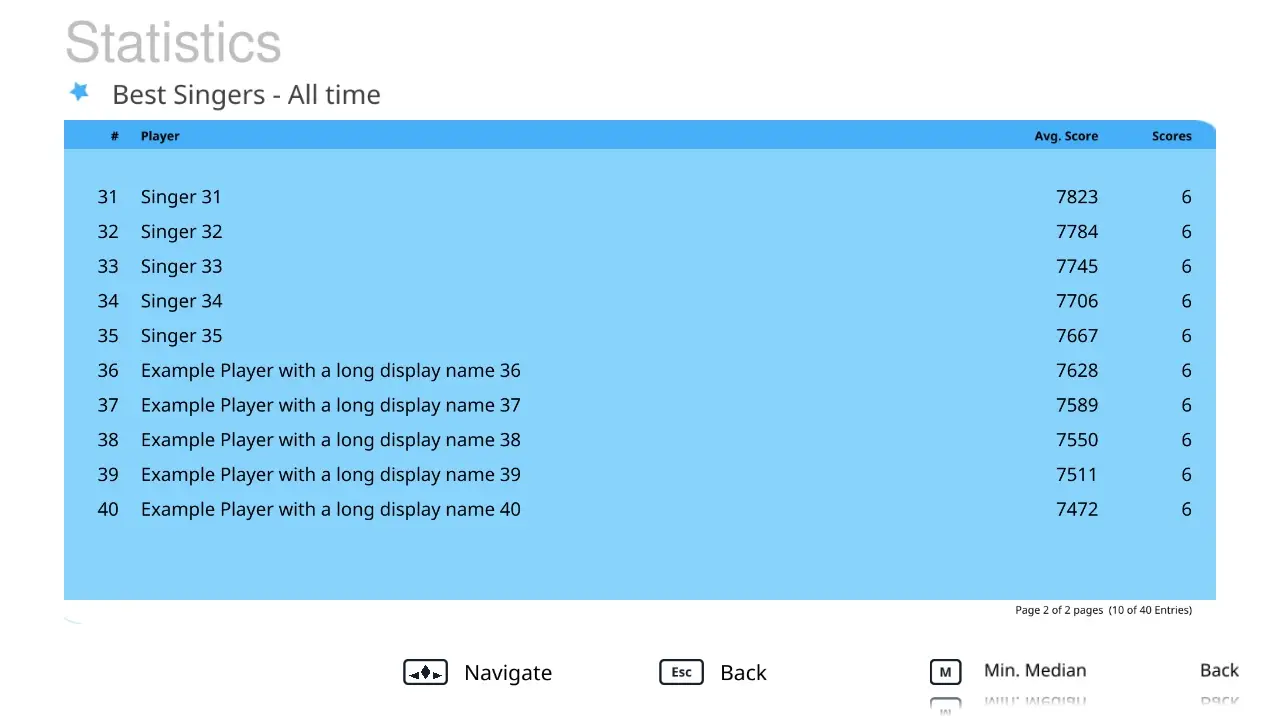 Statistics
Best Singers - All time
# Player Avg. Score Scores
31 Singer 31 7823 6
32 Singer 32 7784 6
33 Singer 33 7745 6
34 Singer 34 7706 6
35 Singer 35 7667 6
36 Example Player with a long display name 36 7628 6
37 Example Player with a long display name 37 7589 6
38 Example Player with a long display name 38 7550 6
39 Example Player with a long display name 39 7511 6
40 Example Player with a long display name 40 7472 6
Page 2 of 2 pages (10 of 40 Entries)
Navigate Esc Back M Min. Median Back